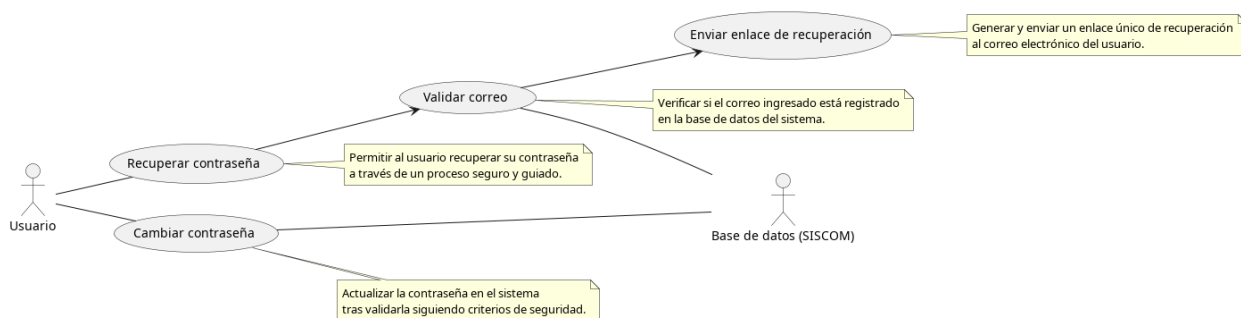 Enviar enlace de recuperación
Generar y enviar un enlace único de recuperación
al correo electrónico del usuario.
Validar correo
Verificar si el correo ingresado está registrado
en la base de datos del sistema.
Recuperar contraseña
Permitir al usuario recuperar su contraseña
a través de un proceso seguro y guiado.
Usuario
Cambiar contraseña
Base de datos (SISCOM)
Actualizar la contraseña en el sistema
tras validarla siguiendo criterios de seguridad.